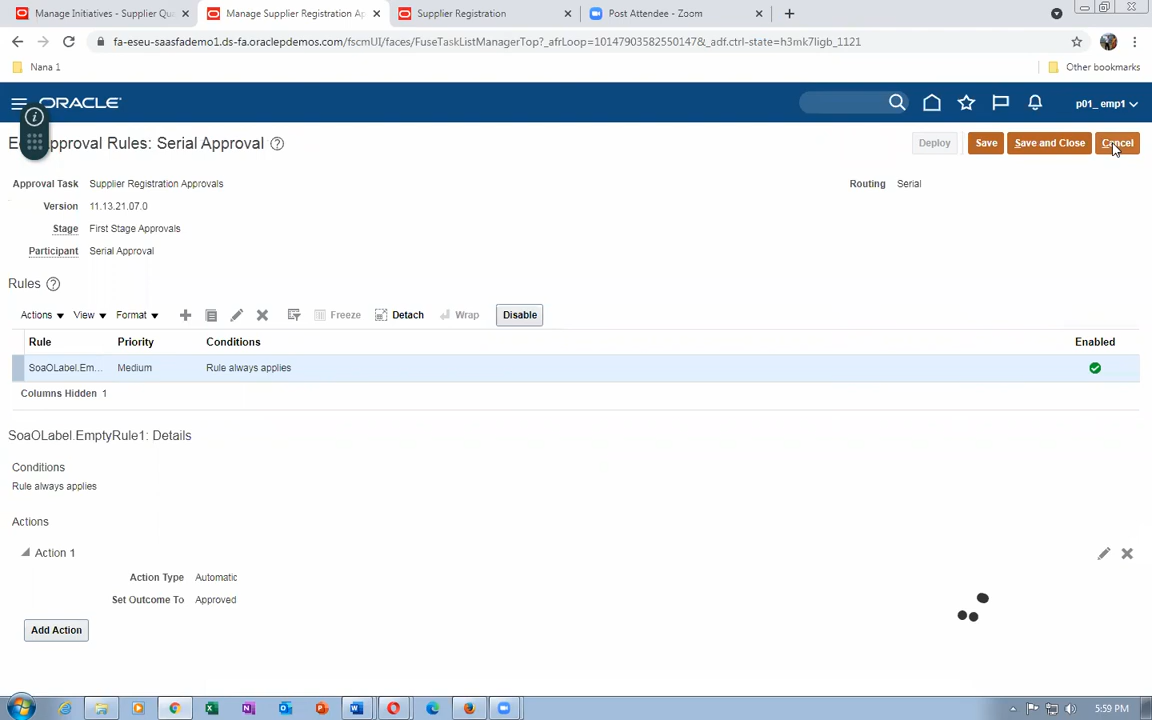 Manage Initiatives - Supplier Qu
Manage Supplier Registration Ap
Supplier Registration
Post Attendee - Zoom
fa-eseu-saasfademo1.ds-fa.oraclepdemos.com/fscmUI/faces/FuseTaskListManagerTop?_afrLoop=10147903582550147&_adf.ctrl-state=h3mk7ligb_1121
Nana 1
Other bookmarks
ORACLE
p01_ emp1
Approval Rules: Serial Approval
Deploy
Save
Save and Close
Cancel
Approval Task Supplier Registration Approvals
Routing Serial
Version 11.13.21.07.0
Stage First Stage Approvals
Participant Serial Approval
Rules
Actions View Format Freeze Detach Wrap Disable
Rule Priority Conditions Enabled
SoaOLabel.Em... Medium Rule always applies
Columns Hidden 1
SoaOLabel.EmptyRule1: Details
Conditions
Rule always applies
Actions
Action 1
Action Type Automatic
Set Outcome To Approved
Add Action
5:59 PM